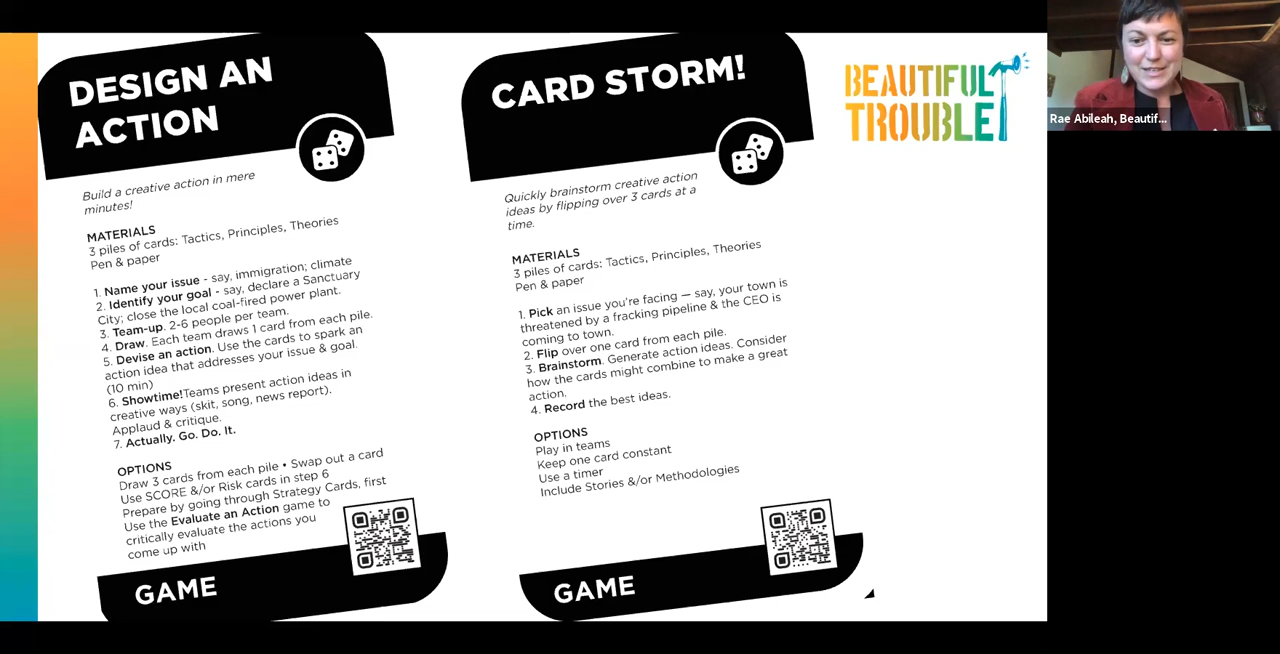 DESIGN AN
ACTION
Build a creative action in mere
minutes!
MATERIALS
3 piles of cards: Tactics, Principles, Theories
Pen & paper
1. Name your issue - say, immigration; climate
2. Identify your goal - say, declare a Sanctuary
City; close the local coal-fired power plant.
3. Team-up. 2-6 people per team.
4. Draw. Each team draws 1 card from each pile.
5. Devise an action. Use the cards to spark an
action idea that addresses your issue & goal.
(10 min)
6. Showtime!Teams present action ideas in
creative ways (skit, song, news report).
Applaud & critique.
7. Actually. Go. Do. It.
OPTIONS
Draw 3 cards from each pile • Swap out a card
Use SCORE &/or Risk cards in step 6
Prepare by going through Strategy Cards, first
Use the Evaluate an Action game to
critically evaluate the actions you
come up with
GAME
CARD STORM!
Quickly brainstorm creative action
ideas by flipping over 3 cards at a
time.
MATERIALS
3 piles of cards: Tactics, Principles, Theories
Pen & paper
1. Pick an issue you're facing — say, your town is
threatened by a fracking pipeline & the CEO is
coming to town.
2. Flip over one card from each pile.
3. Brainstorm. Generate action ideas. Consider
how the cards might combine to make a great
action.
4. Record the best ideas.
OPTIONS
Play in teams
Keep one card constant
Use a timer
Include Stories &/or Methodologies
GAME
BEAUTIFUL
TROUBLE
Rae Abileah, Beautif...